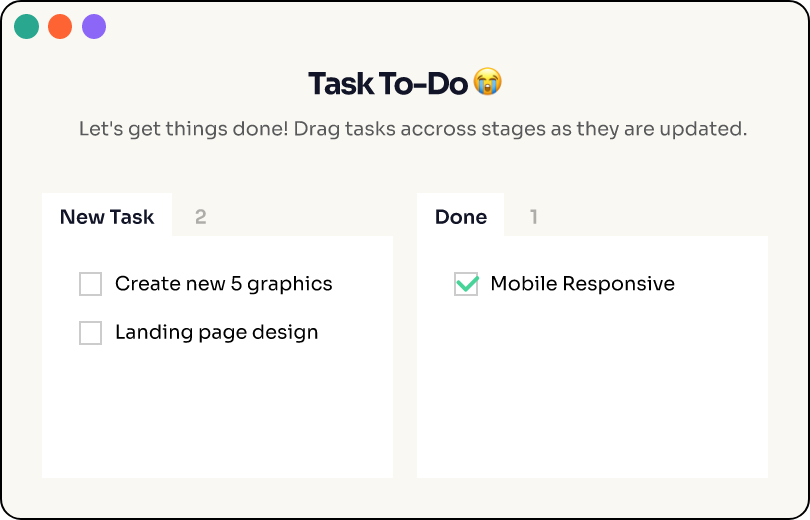 Task To-Do 😭
Let's get things done! Drag tasks accross stages as they are updated.
New Task 2
Create new 5 graphics
Landing page design
Done 1
Mobile Responsive